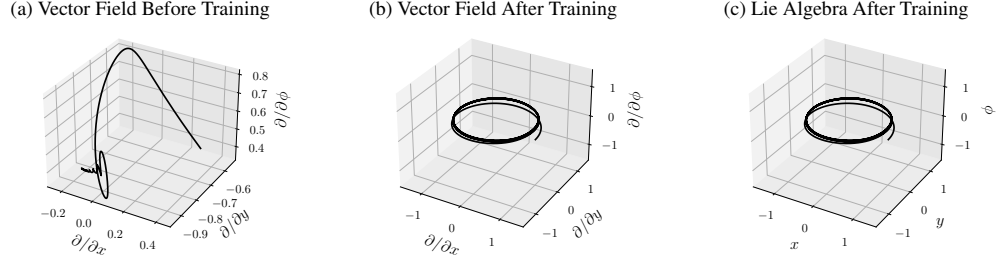 (a) Vector Field Before Training
(b) Vector Field After Training
(c) Lie Algebra After Training
0.8
0.7
0.6
0.5
0.4
∂/∂ϕ
−0.2
0.0
0.2
0.4
∂/∂x
−0.9
−0.8
−0.7
−0.6
∂/∂y
1
0
−1
∂/∂ϕ
−1
0
1
∂/∂x
−1
0
1
∂/∂y
1
0
−1
ϕ
−1
0
1
x
−1
0
1
y